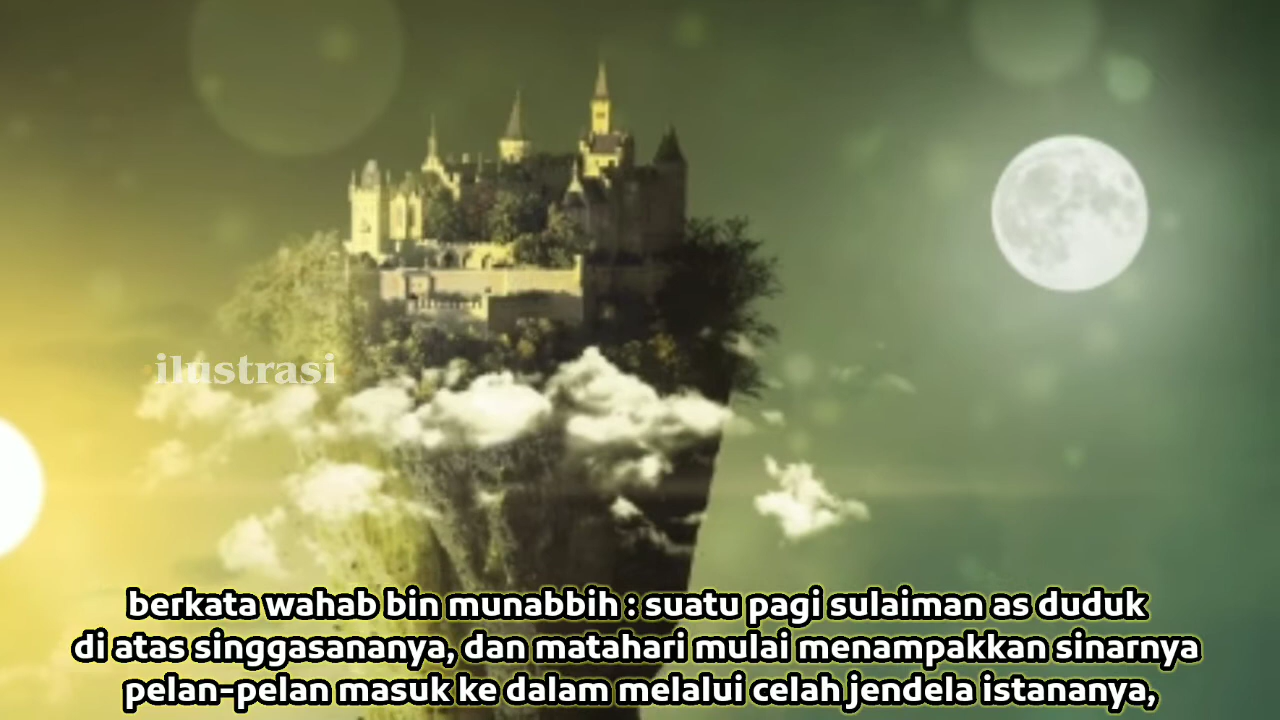 ilustrasi
berkata wahab bin munabbih : suatu pagi sulaiman as duduk
di atas singgasananya, dan matahari mulai menampakkan sinarnya
pelan-pelan masuk ke dalam melalui celah jendela istananya,